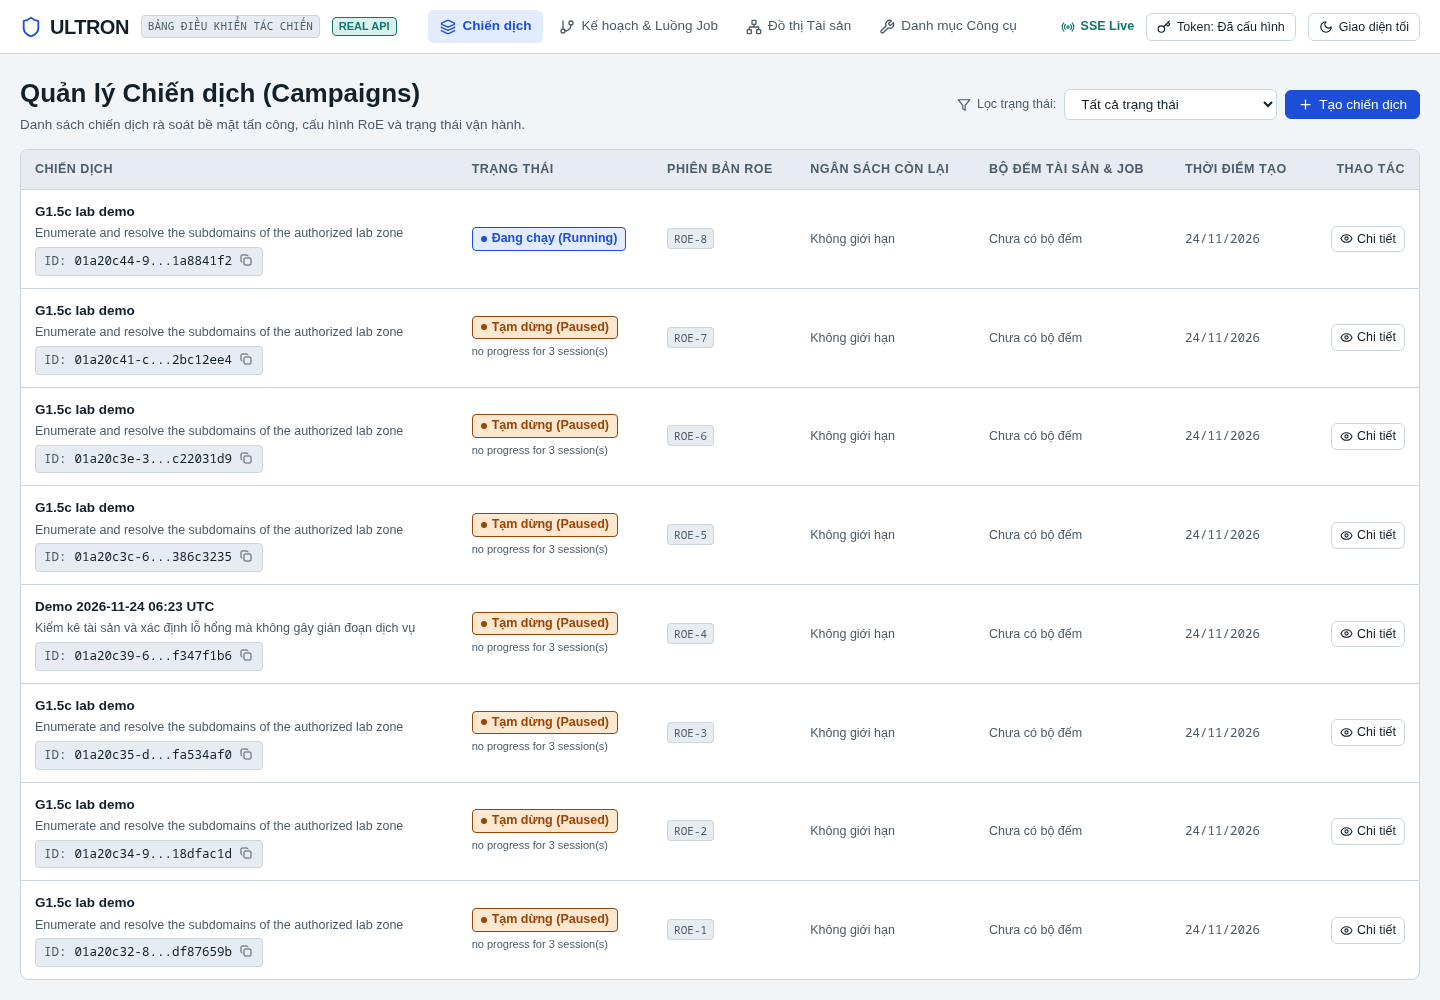 ULTRON
BẢNG ĐIỀU KHIỂN TÁC CHIẾN
REAL API
Chiến dịch
Kế hoạch & Luồng Job
Đồ thị Tài sản
Danh mục Công cụ
SSE Live
Token: Đã cấu hình
Giao diện tối
Quản lý Chiến dịch (Campaigns)
Danh sách chiến dịch rà soát bề mặt tấn công, cấu hình RoE và trạng thái vận hành.
Lọc trạng thái:
Tất cả trạng thái
Tạo chiến dịch
CHIẾN DỊCH TRẠNG THÁI PHIÊN BẢN ROE NGÂN SÁCH CÒN LẠI BỘ ĐẾM TÀI SẢN & JOB THỜI ĐIỂM TẠO THAO TÁC
G1.5c lab demo
Enumerate and resolve the subdomains of the authorized lab zone
ID: 01a20c44-9...1a8841f2
Đang chạy (Running)
ROE-8
Không giới hạn
Chưa có bộ đếm
24/11/2026
Chi tiết
G1.5c lab demo
Enumerate and resolve the subdomains of the authorized lab zone
ID: 01a20c41-c...2bc12ee4
Tạm dừng (Paused)
no progress for 3 session(s)
ROE-7
Không giới hạn
Chưa có bộ đếm
24/11/2026
Chi tiết
G1.5c lab demo
Enumerate and resolve the subdomains of the authorized lab zone
ID: 01a20c3e-3...c22031d9
Tạm dừng (Paused)
no progress for 3 session(s)
ROE-6
Không giới hạn
Chưa có bộ đếm
24/11/2026
Chi tiết
G1.5c lab demo
Enumerate and resolve the subdomains of the authorized lab zone
ID: 01a20c3c-6...386c3235
Tạm dừng (Paused)
no progress for 3 session(s)
ROE-5
Không giới hạn
Chưa có bộ đếm
24/11/2026
Chi tiết
Demo 2026-11-24 06:23 UTC
Kiểm kê tài sản và xác định lỗ hổng mà không gây gián đoạn dịch vụ
ID: 01a20c39-6...f347f1b6
Tạm dừng (Paused)
no progress for 3 session(s)
ROE-4
Không giới hạn
Chưa có bộ đếm
24/11/2026
Chi tiết
G1.5c lab demo
Enumerate and resolve the subdomains of the authorized lab zone
ID: 01a20c35-d...fa534af0
Tạm dừng (Paused)
no progress for 3 session(s)
ROE-3
Không giới hạn
Chưa có bộ đếm
24/11/2026
Chi tiết
G1.5c lab demo
Enumerate and resolve the subdomains of the authorized lab zone
ID: 01a20c34-9...18dfac1d
Tạm dừng (Paused)
no progress for 3 session(s)
ROE-2
Không giới hạn
Chưa có bộ đếm
24/11/2026
Chi tiết
G1.5c lab demo
Enumerate and resolve the subdomains of the authorized lab zone
ID: 01a20c32-8...df87659b
Tạm dừng (Paused)
no progress for 3 session(s)
ROE-1
Không giới hạn
Chưa có bộ đếm
24/11/2026
Chi tiết